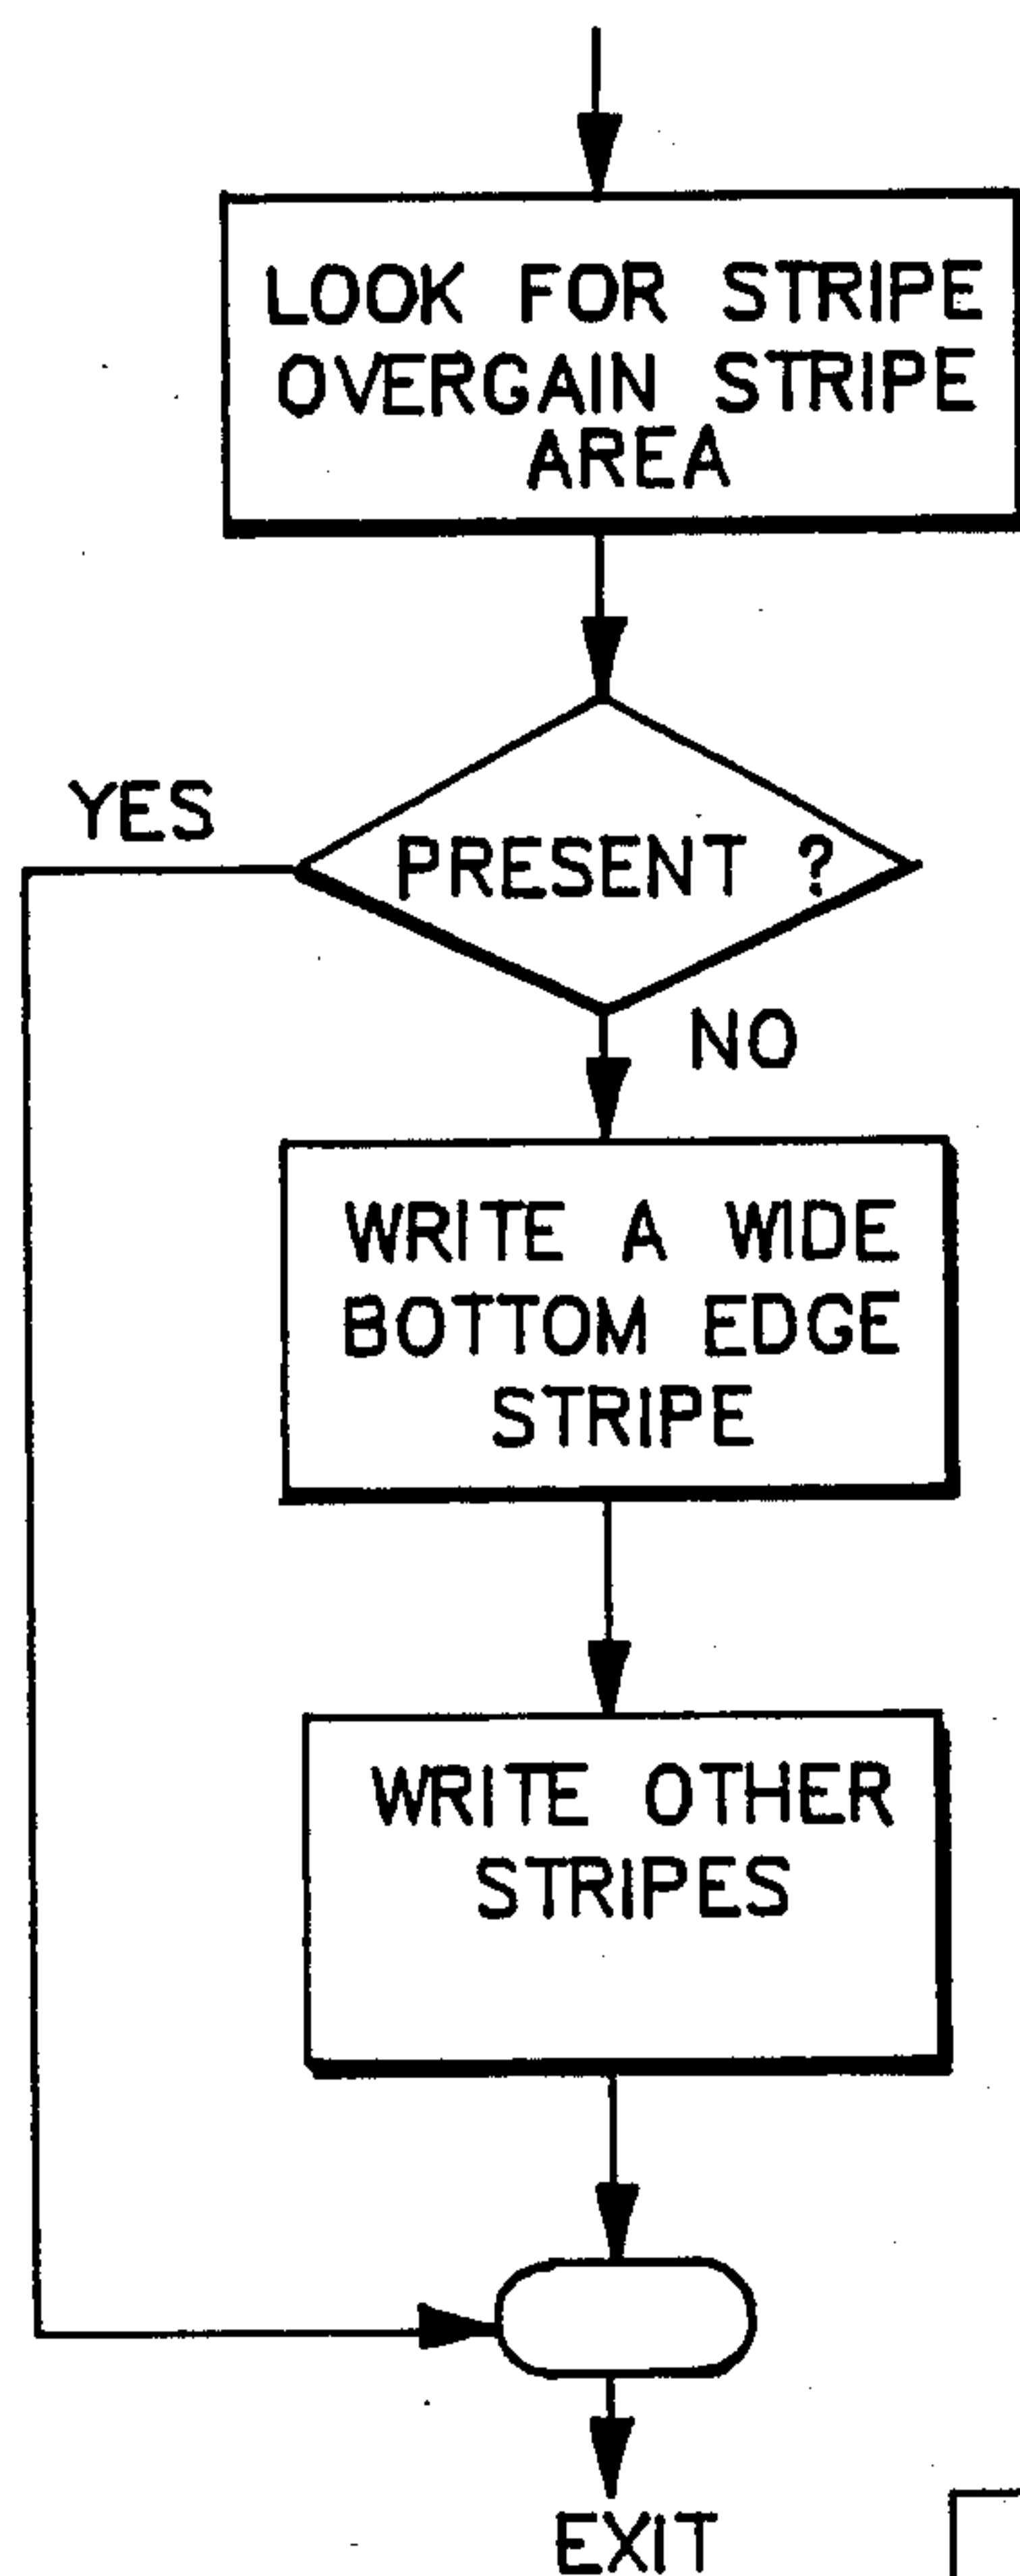 LOOK FOR STRIPE
OVERGAIN STRIPE
AREA
YES
PRESENT ?
NO
WRITE A WIDE
BOTTOM EDGE
STRIPE
WRITE OTHER
STRIPES
EXIT